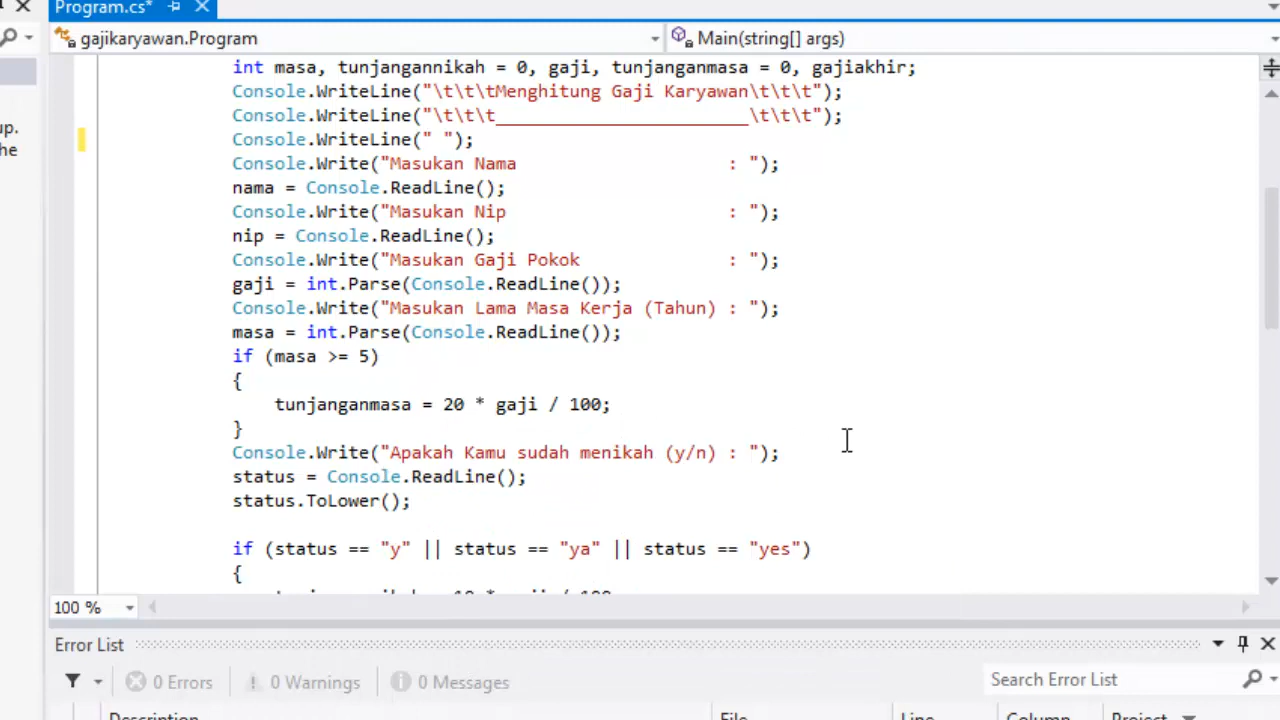 Program.cs*
gajikaryawan.Program
Main(string[] args)
int masa, tunjangannikah = 0, gaji, tunjanganmasa = 0, gajiakhir;
Console.WriteLine("\t\t\tMenghitung Gaji Karyawan\t\t\t");
Console.WriteLine("\t\t\t________________________\t\t\t");
Console.WriteLine(" ");
Console.Write("Masukan Nama                    : ");
nama = Console.ReadLine();
Console.Write("Masukan Nip                     : ");
nip = Console.ReadLine();
Console.Write("Masukan Gaji Pokok              : ");
gaji = int.Parse(Console.ReadLine());
Console.Write("Masukan Lama Masa Kerja (Tahun) : ");
masa = int.Parse(Console.ReadLine());
if (masa >= 5)
{
tunjanganmasa = 20 * gaji / 100;
}
Console.Write("Apakah Kamu sudah menikah (y/n) : ");
status = Console.ReadLine();
status.ToLower();
if (status == "y" || status == "ya" || status == "yes")
{
up.
he
100 %
Error List
0 Errors
0 Warnings
0 Messages
Search Error List
Description
File
Line
Column
Project